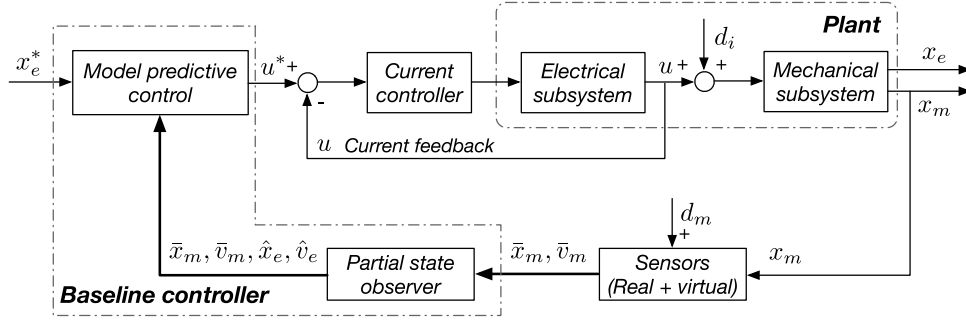 Plant
d_i
x_e^*
Model predictive
control
u^* +
-
Current
controller
Electrical
subsystem
u +
+
Mechanical
subsystem
x_e
x_m
u Current feedback
d_m
+
x̄_m, v̄_m, x̂_e, v̂_e
Partial state
observer
x̄_m, v̄_m
Sensors
(Real + virtual)
x_m
Baseline controller